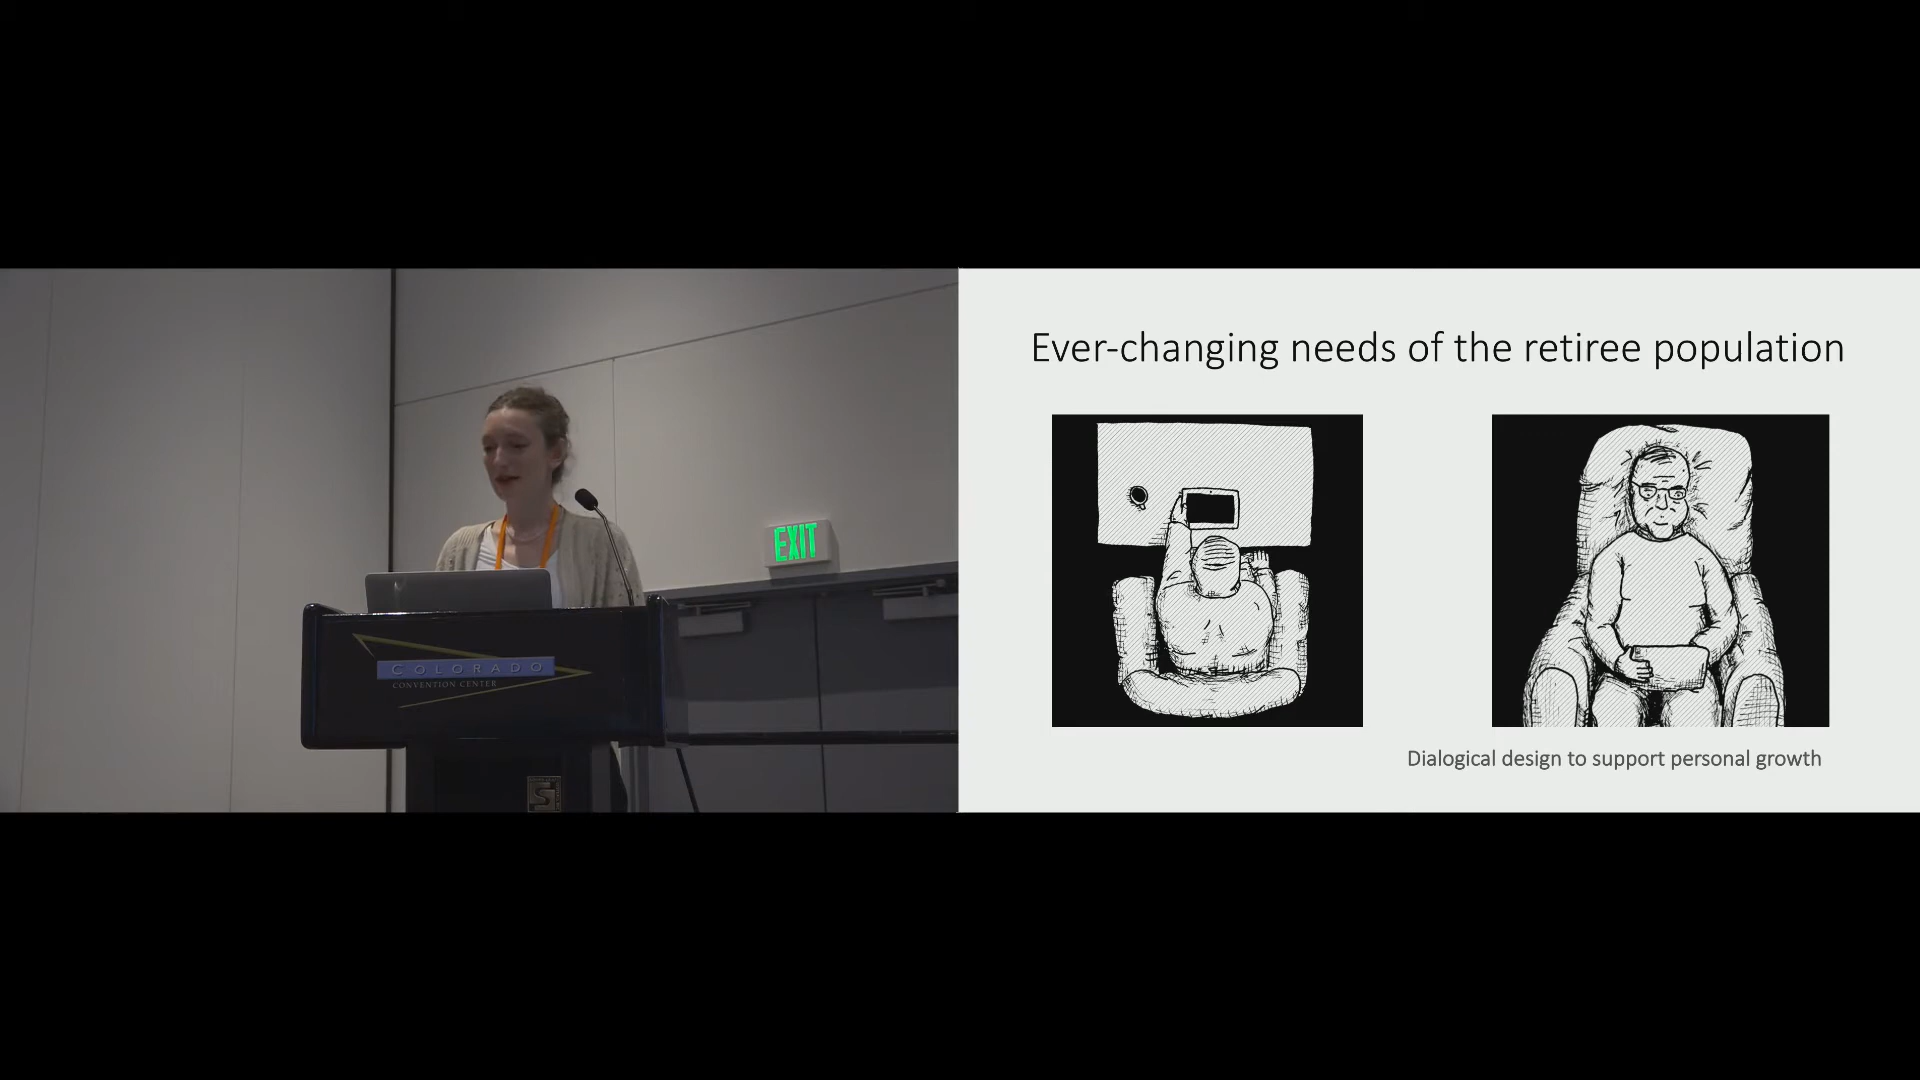 EXIT
COLORADO
CONVENTION CENTER
Ever-changing needs of the retiree population
Dialogical design to support personal growth